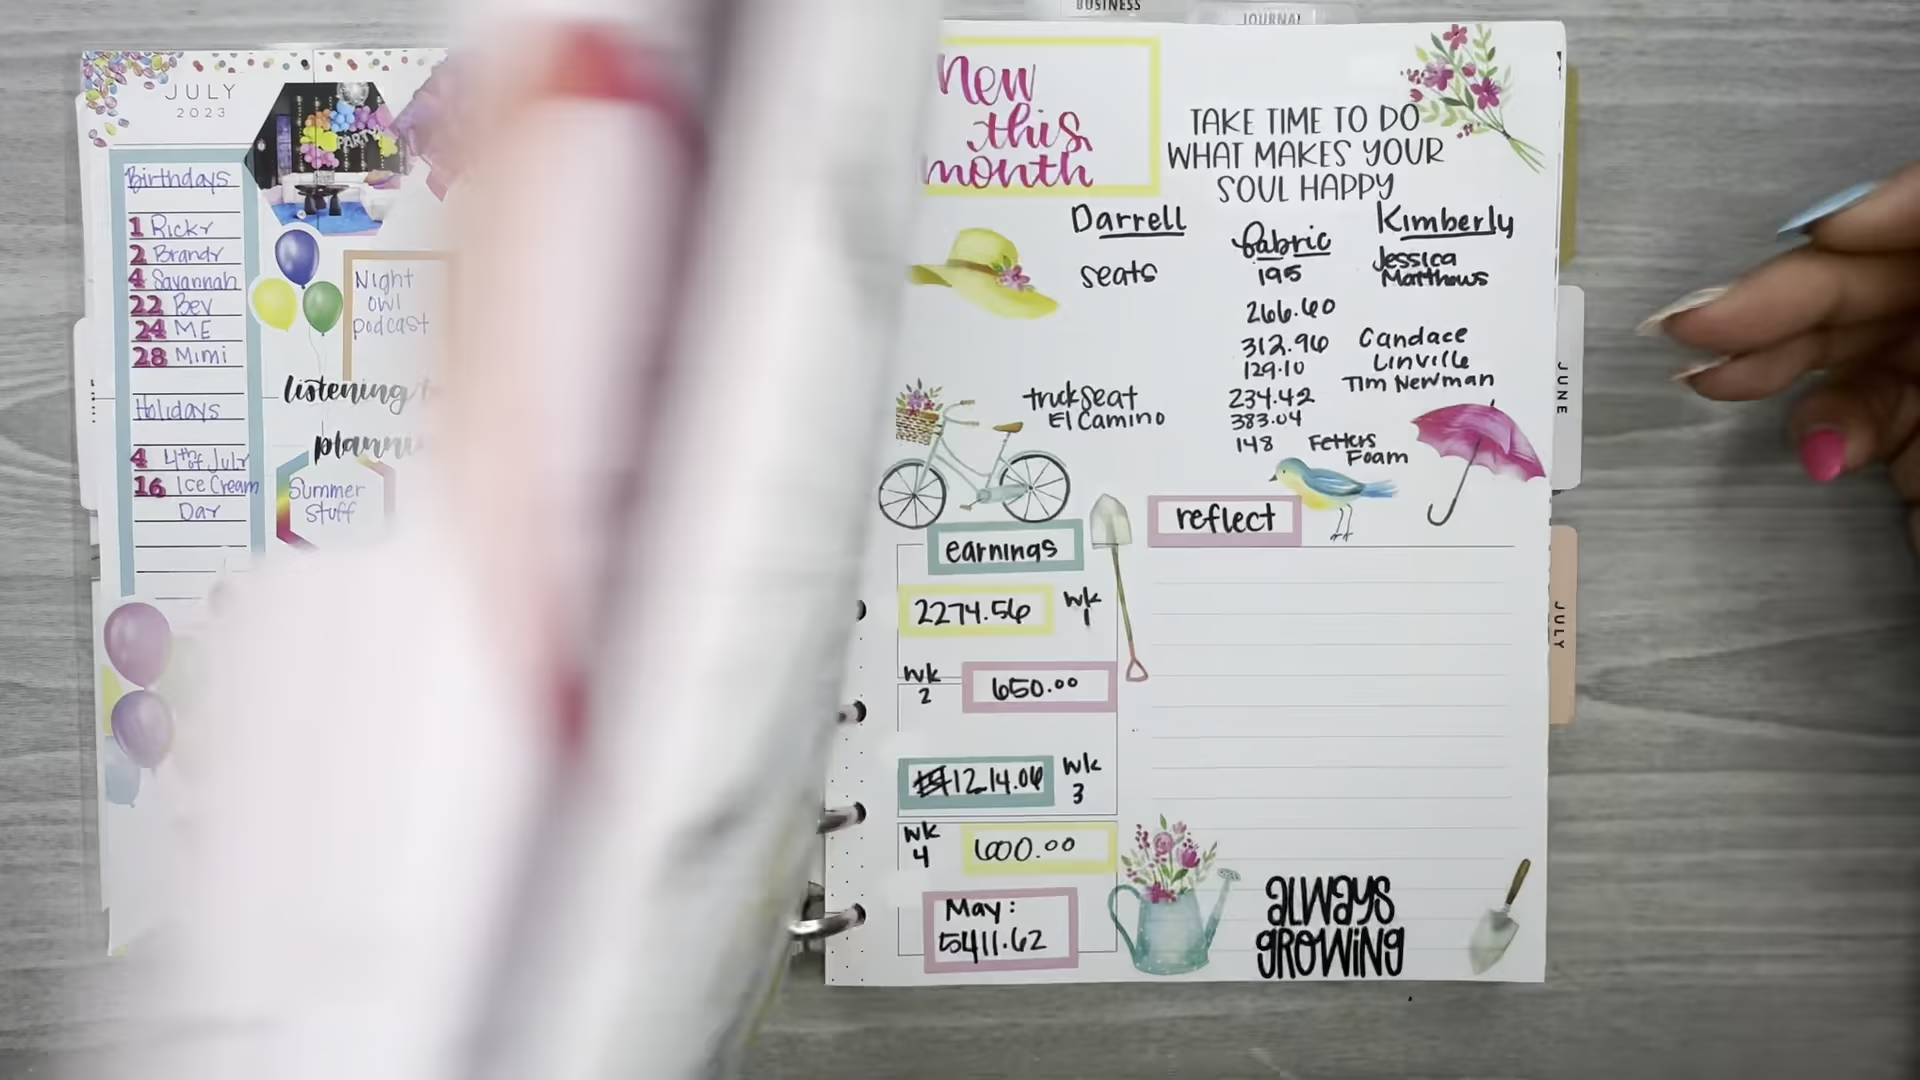 BUSINESS
JOURNAL
JULY
2023
PARTY
Birthdays
1 Ricky
2 Brandy
4 Savannah
22 Bev
24 ME
28 Mimi
Holidays
4 4th of July
16 Ice Cream
Day
Night
owl
podcast
listening
Summer
Stuff
New
this
month
TAKE TIME TO DO
WHAT MAKES YOUR
SOUL HAPPY
Darrell
seats
truck seat
El Camino
fabric
195
266.60
312.96
129.10
234.42
383.04
148
Kimberly
Jessica
Matthews
Candace
Linville
Tim Newman
Fetters
Foam
earnings
2274.56 wk
1
wk
2
650.00
1214.06 wk
3
wk
4
600.00
May:
5411.62
reflect
always
growing
JUNE
JULY